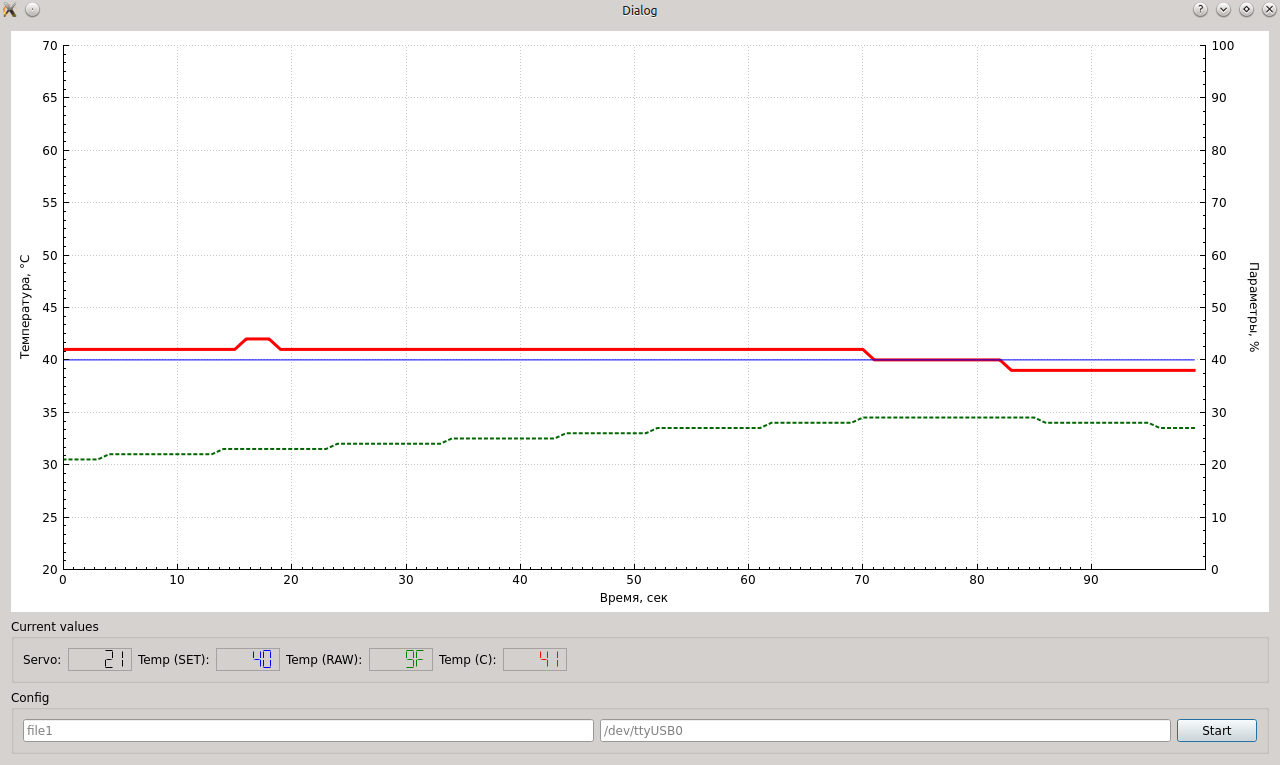 Dialog
70 100
65 90
60 80
55 70
50 60
45 50
40 40
35 30
30 20
25 10
20 0
Температура, °C
Параметры, %
0 10 20 30 40 50 60 70 80 90
Время, сек
Current values
Servo: 21 Temp (SET): 40 Temp (RAW): 9F Temp (C): 41
Config
file1 /dev/ttyUSB0 Start